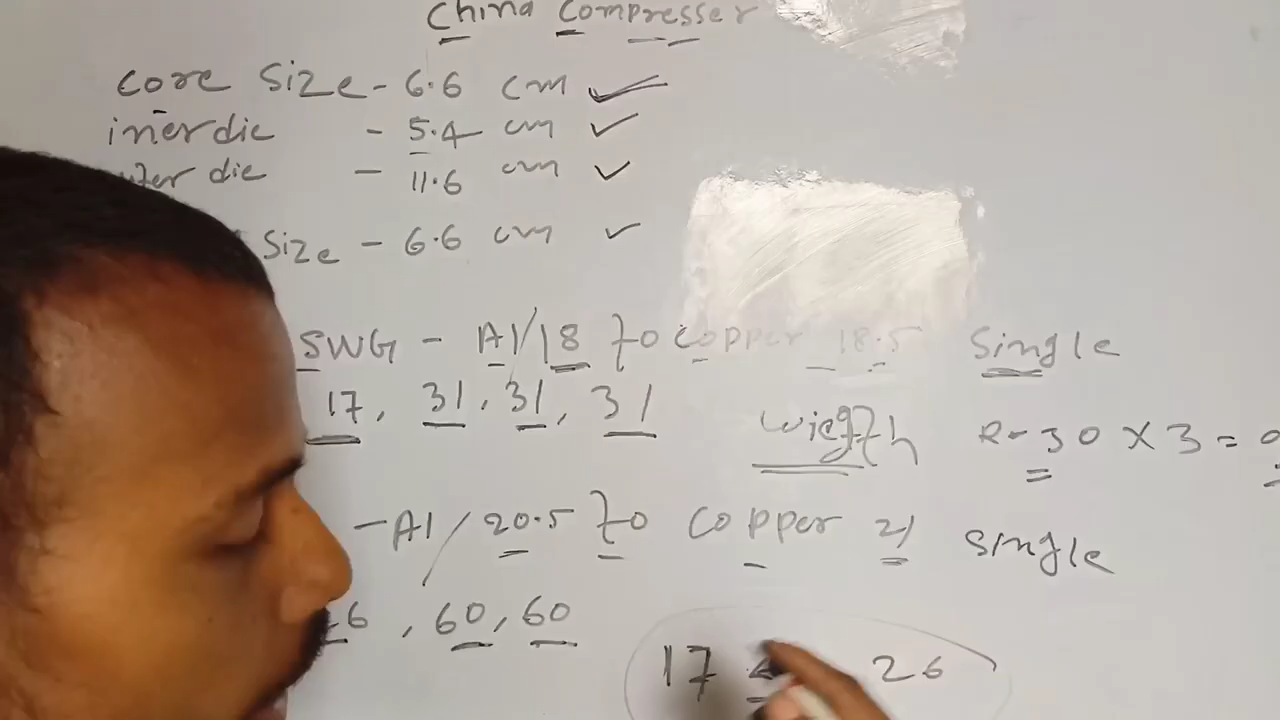 China Compresser
core Size - 6.6 cm
inerdie - 5.4 cm
die - 11.6 cm
Size - 6.6 cm
SWG - Al/18 To Copper 18.5 Single
17, 31, 31, 31
wieght R-30 X 3 =
-Al/20.5 To Copper 21 Single
6, 60, 60
17 26